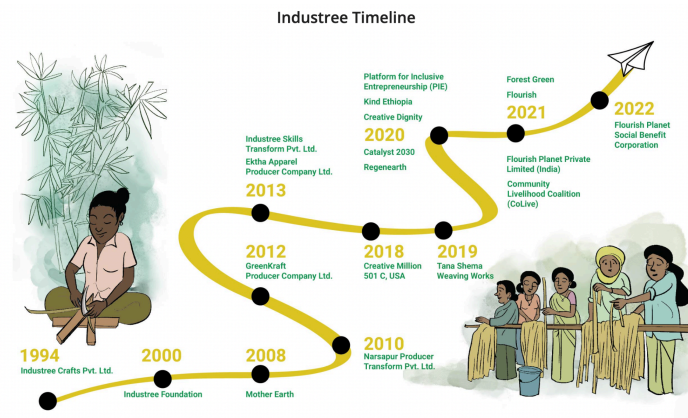 Industree Timeline
1994
Industree Crafts Pvt. Ltd.
2000
Industree Foundation
2008
Mother Earth
2010
Narsapur Producer
Transform Pvt. Ltd.
2012
GreenKraft
Producer Company Ltd.
Industree Skills
Transform Pvt. Ltd.
Ektha Apparel
Producer Company Ltd.
2013
2018
Creative Million
501 C, USA
2019
Tana Shema
Weaving Works
Platform for Inclusive
Entrepreneurship (PIE)
Kind Ethiopia
Creative Dignity
2020
Catalyst 2030
Regenearth
Forest Green
Flourish
2021
Flourish Planet Private
Limited (India)
Community
Livelihood Coalition
(CoLive)
2022
Flourish Planet
Social Benefit
Corporation